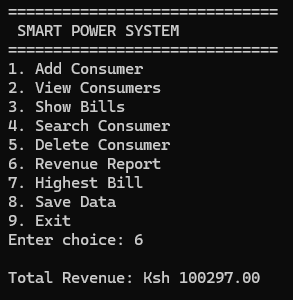 ==============================
SMART POWER SYSTEM
==============================
1. Add Consumer
2. View Consumers
3. Show Bills
4. Search Consumer
5. Delete Consumer
6. Revenue Report
7. Highest Bill
8. Save Data
9. Exit
Enter choice: 6
Total Revenue: Ksh 100297.00